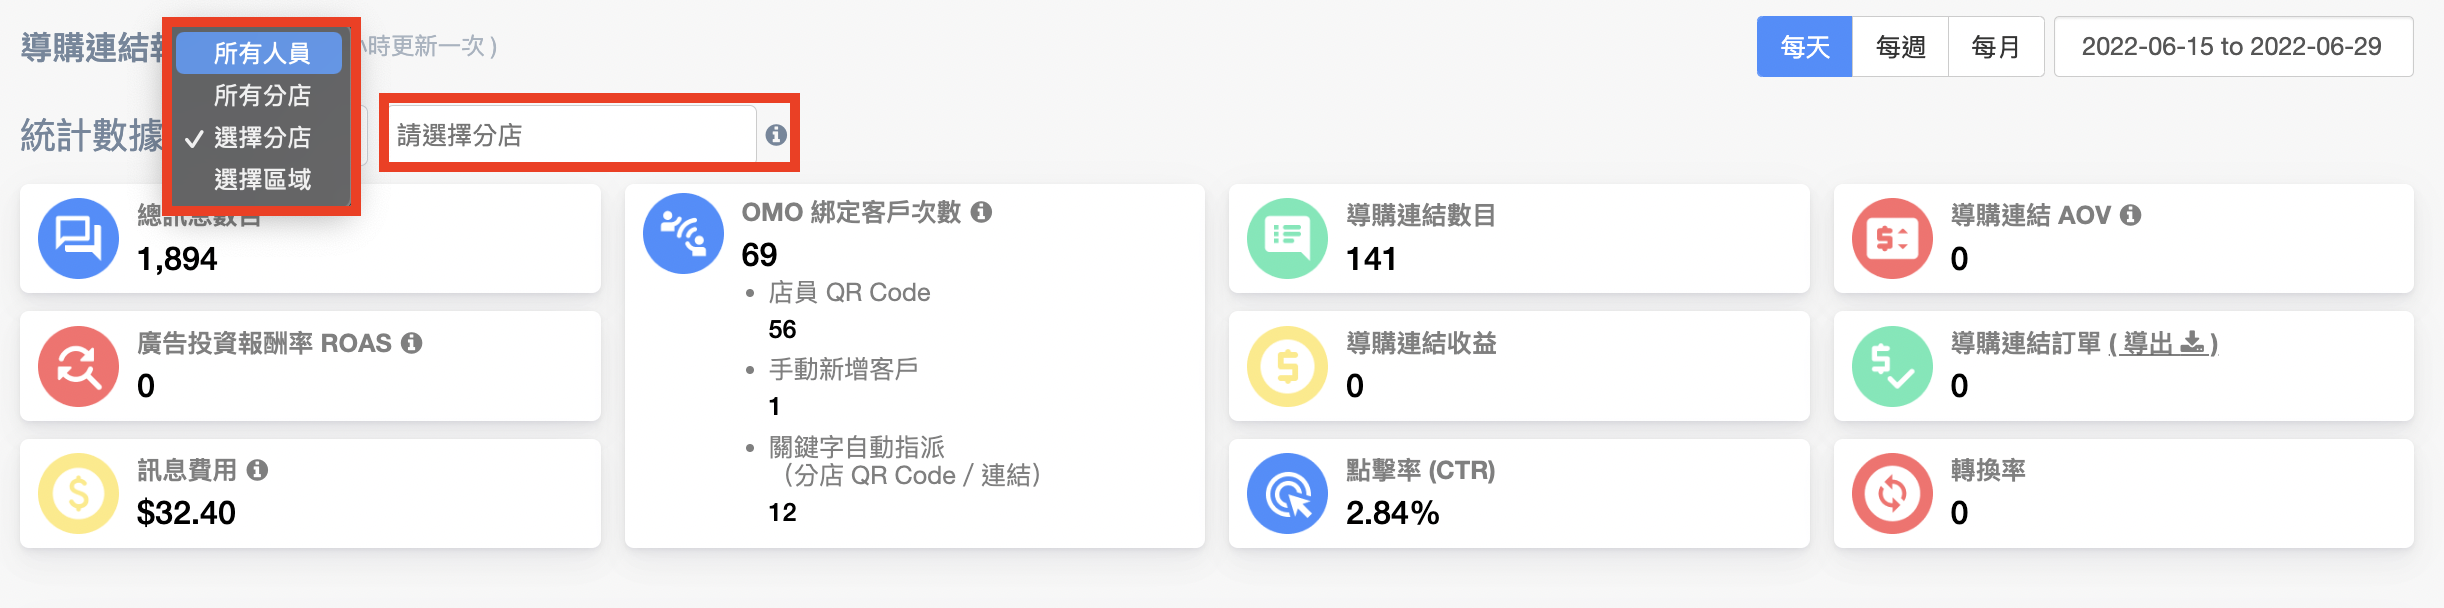 導購連結
小時更新一次 )
每天
每週
每月
2022-06-15 to 2022-06-29
所有人員
所有分店
✓ 選擇分店
選擇區域
統計數據
請選擇分店
總訊息數目
1,894
廣告投資報酬率 ROAS
0
訊息費用
$32.40
OMO 綁定客戶次數
69
• 店員 QR Code
56
• 手動新增客戶
1
• 關鍵字自動指派
（分店 QR Code / 連結）
12
導購連結數目
141
導購連結收益
0
點擊率 (CTR)
2.84%
導購連結 AOV
0
導購連結訂單 ( 導出 )
0
轉換率
0